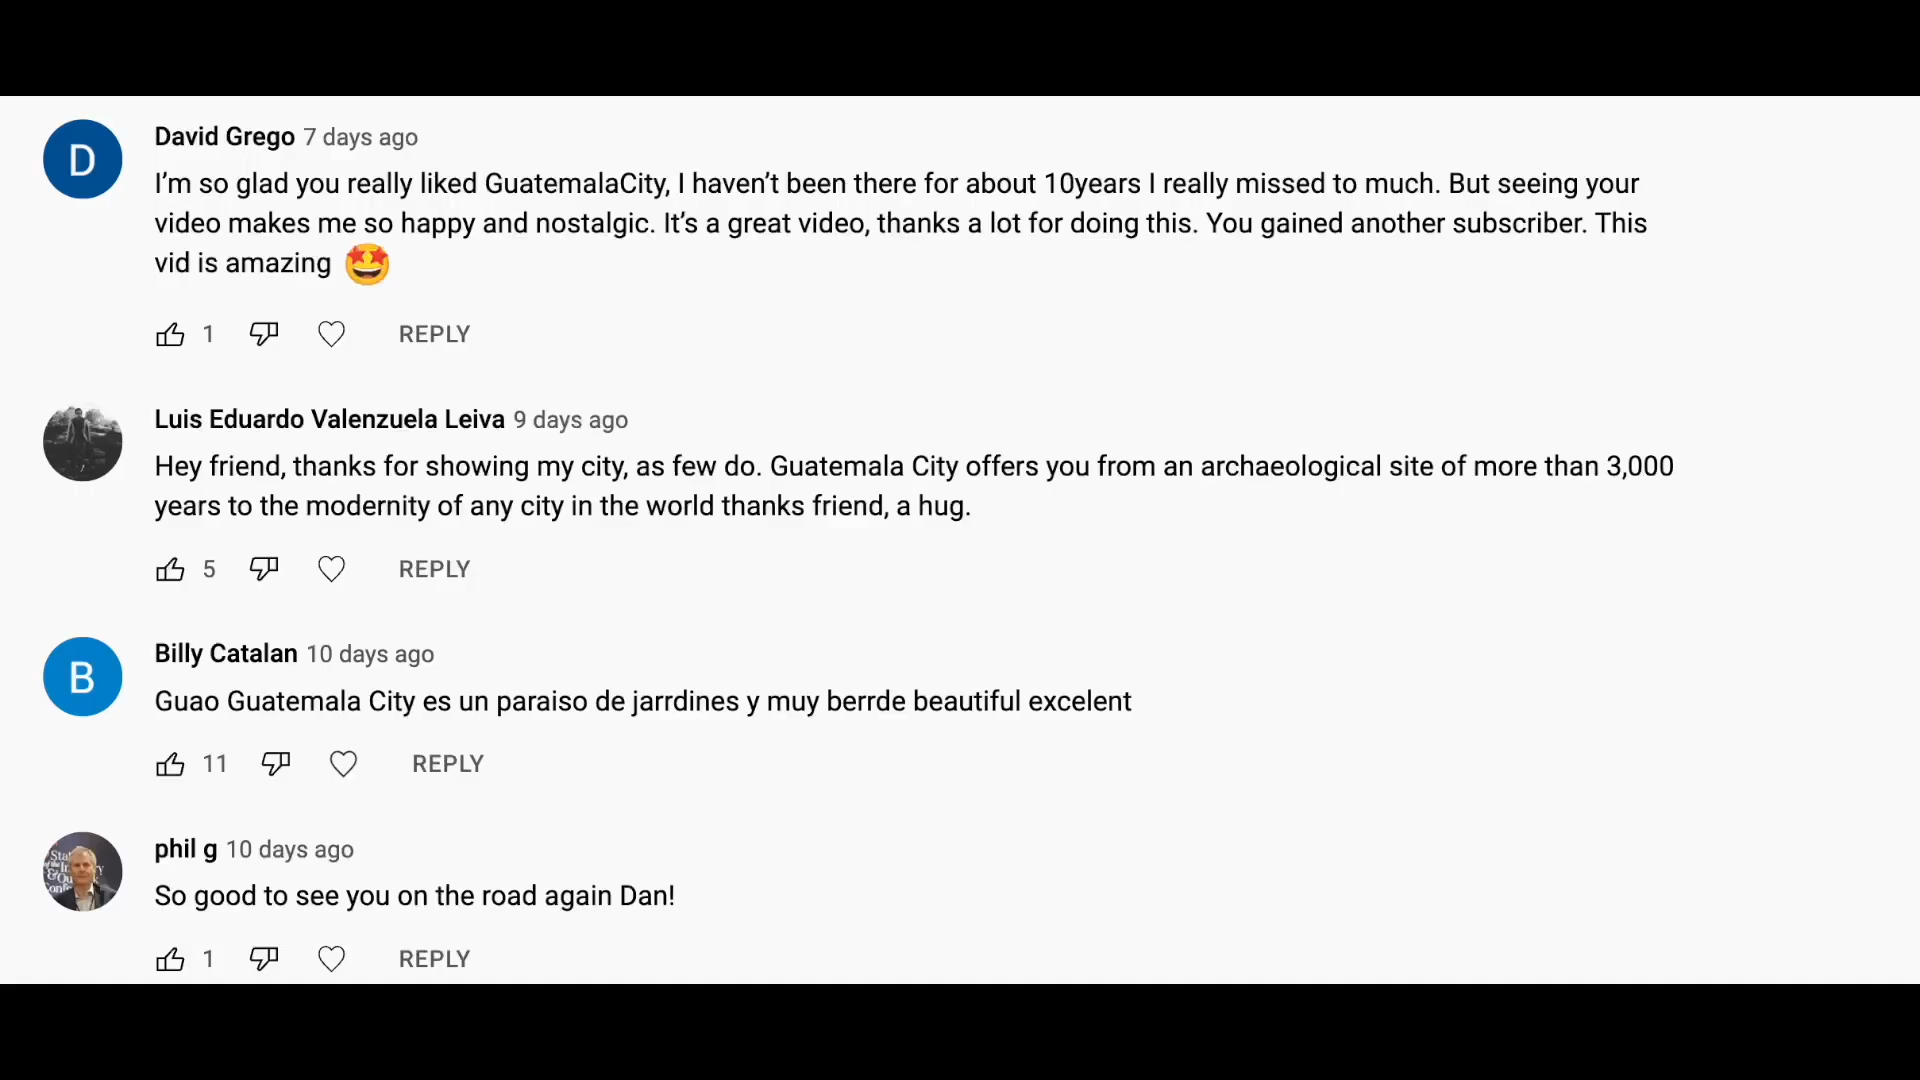 D
David Grego 7 days ago
I’m so glad you really liked GuatemalaCity, I haven’t been there for about 10years I really missed to much. But seeing your
video makes me so happy and nostalgic. It’s a great video, thanks a lot for doing this. You gained another subscriber. This
vid is amazing 🤩
1 REPLY
Luis Eduardo Valenzuela Leiva 9 days ago
Hey friend, thanks for showing my city, as few do. Guatemala City offers you from an archaeological site of more than 3,000
years to the modernity of any city in the world thanks friend, a hug.
5 REPLY
B
Billy Catalan 10 days ago
Guao Guatemala City es un paraiso de jarrdines y muy berrde beautiful excelent
11 REPLY
phil g 10 days ago
So good to see you on the road again Dan!
1 REPLY